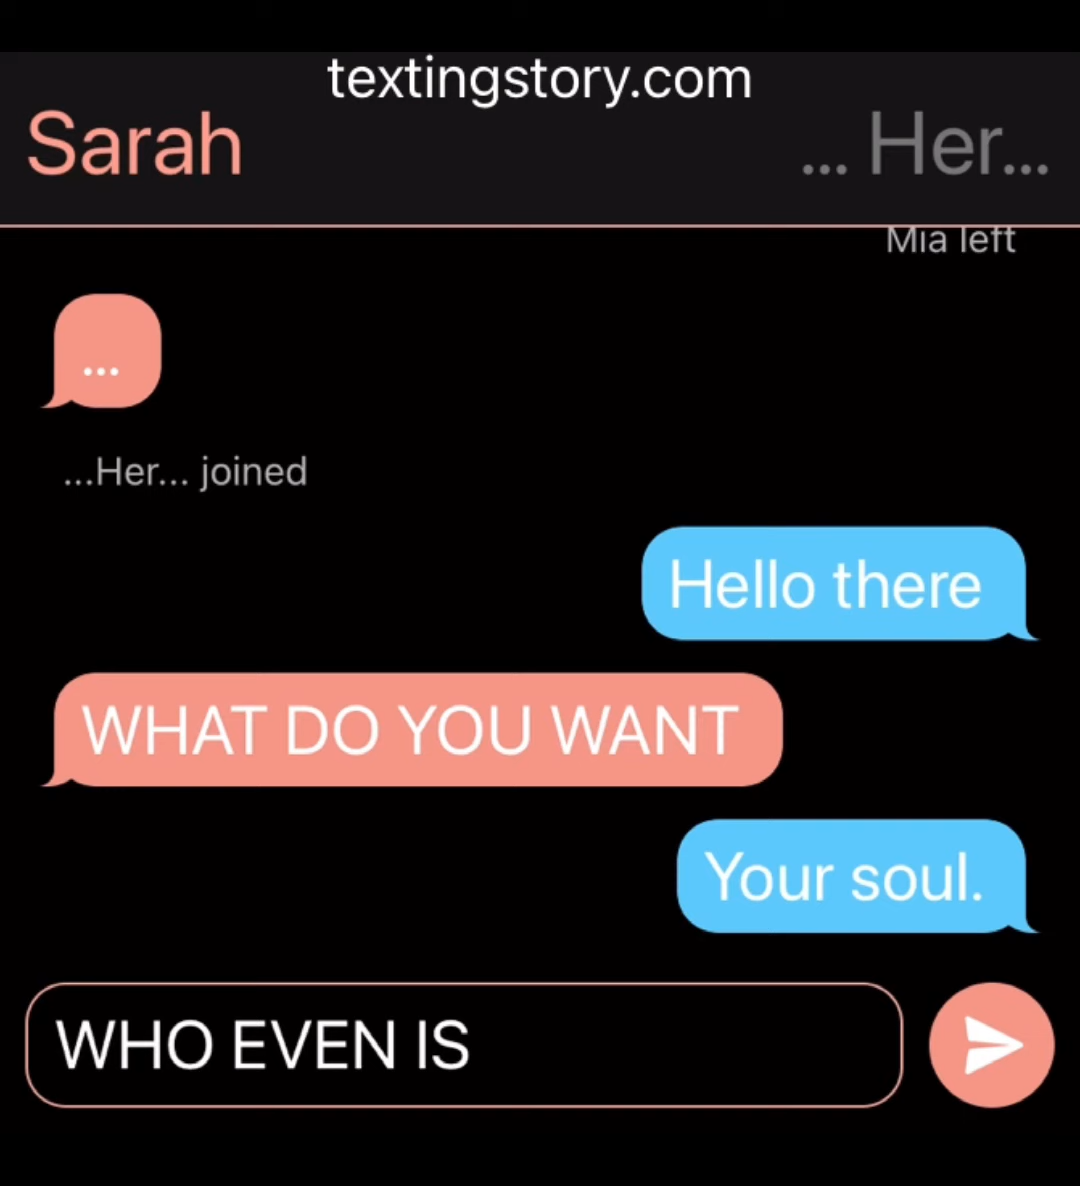 textingstory.com
Sarah
... Her...
Mia left
...
...Her... joined
Hello there
WHAT DO YOU WANT
Your soul.
WHO EVEN IS